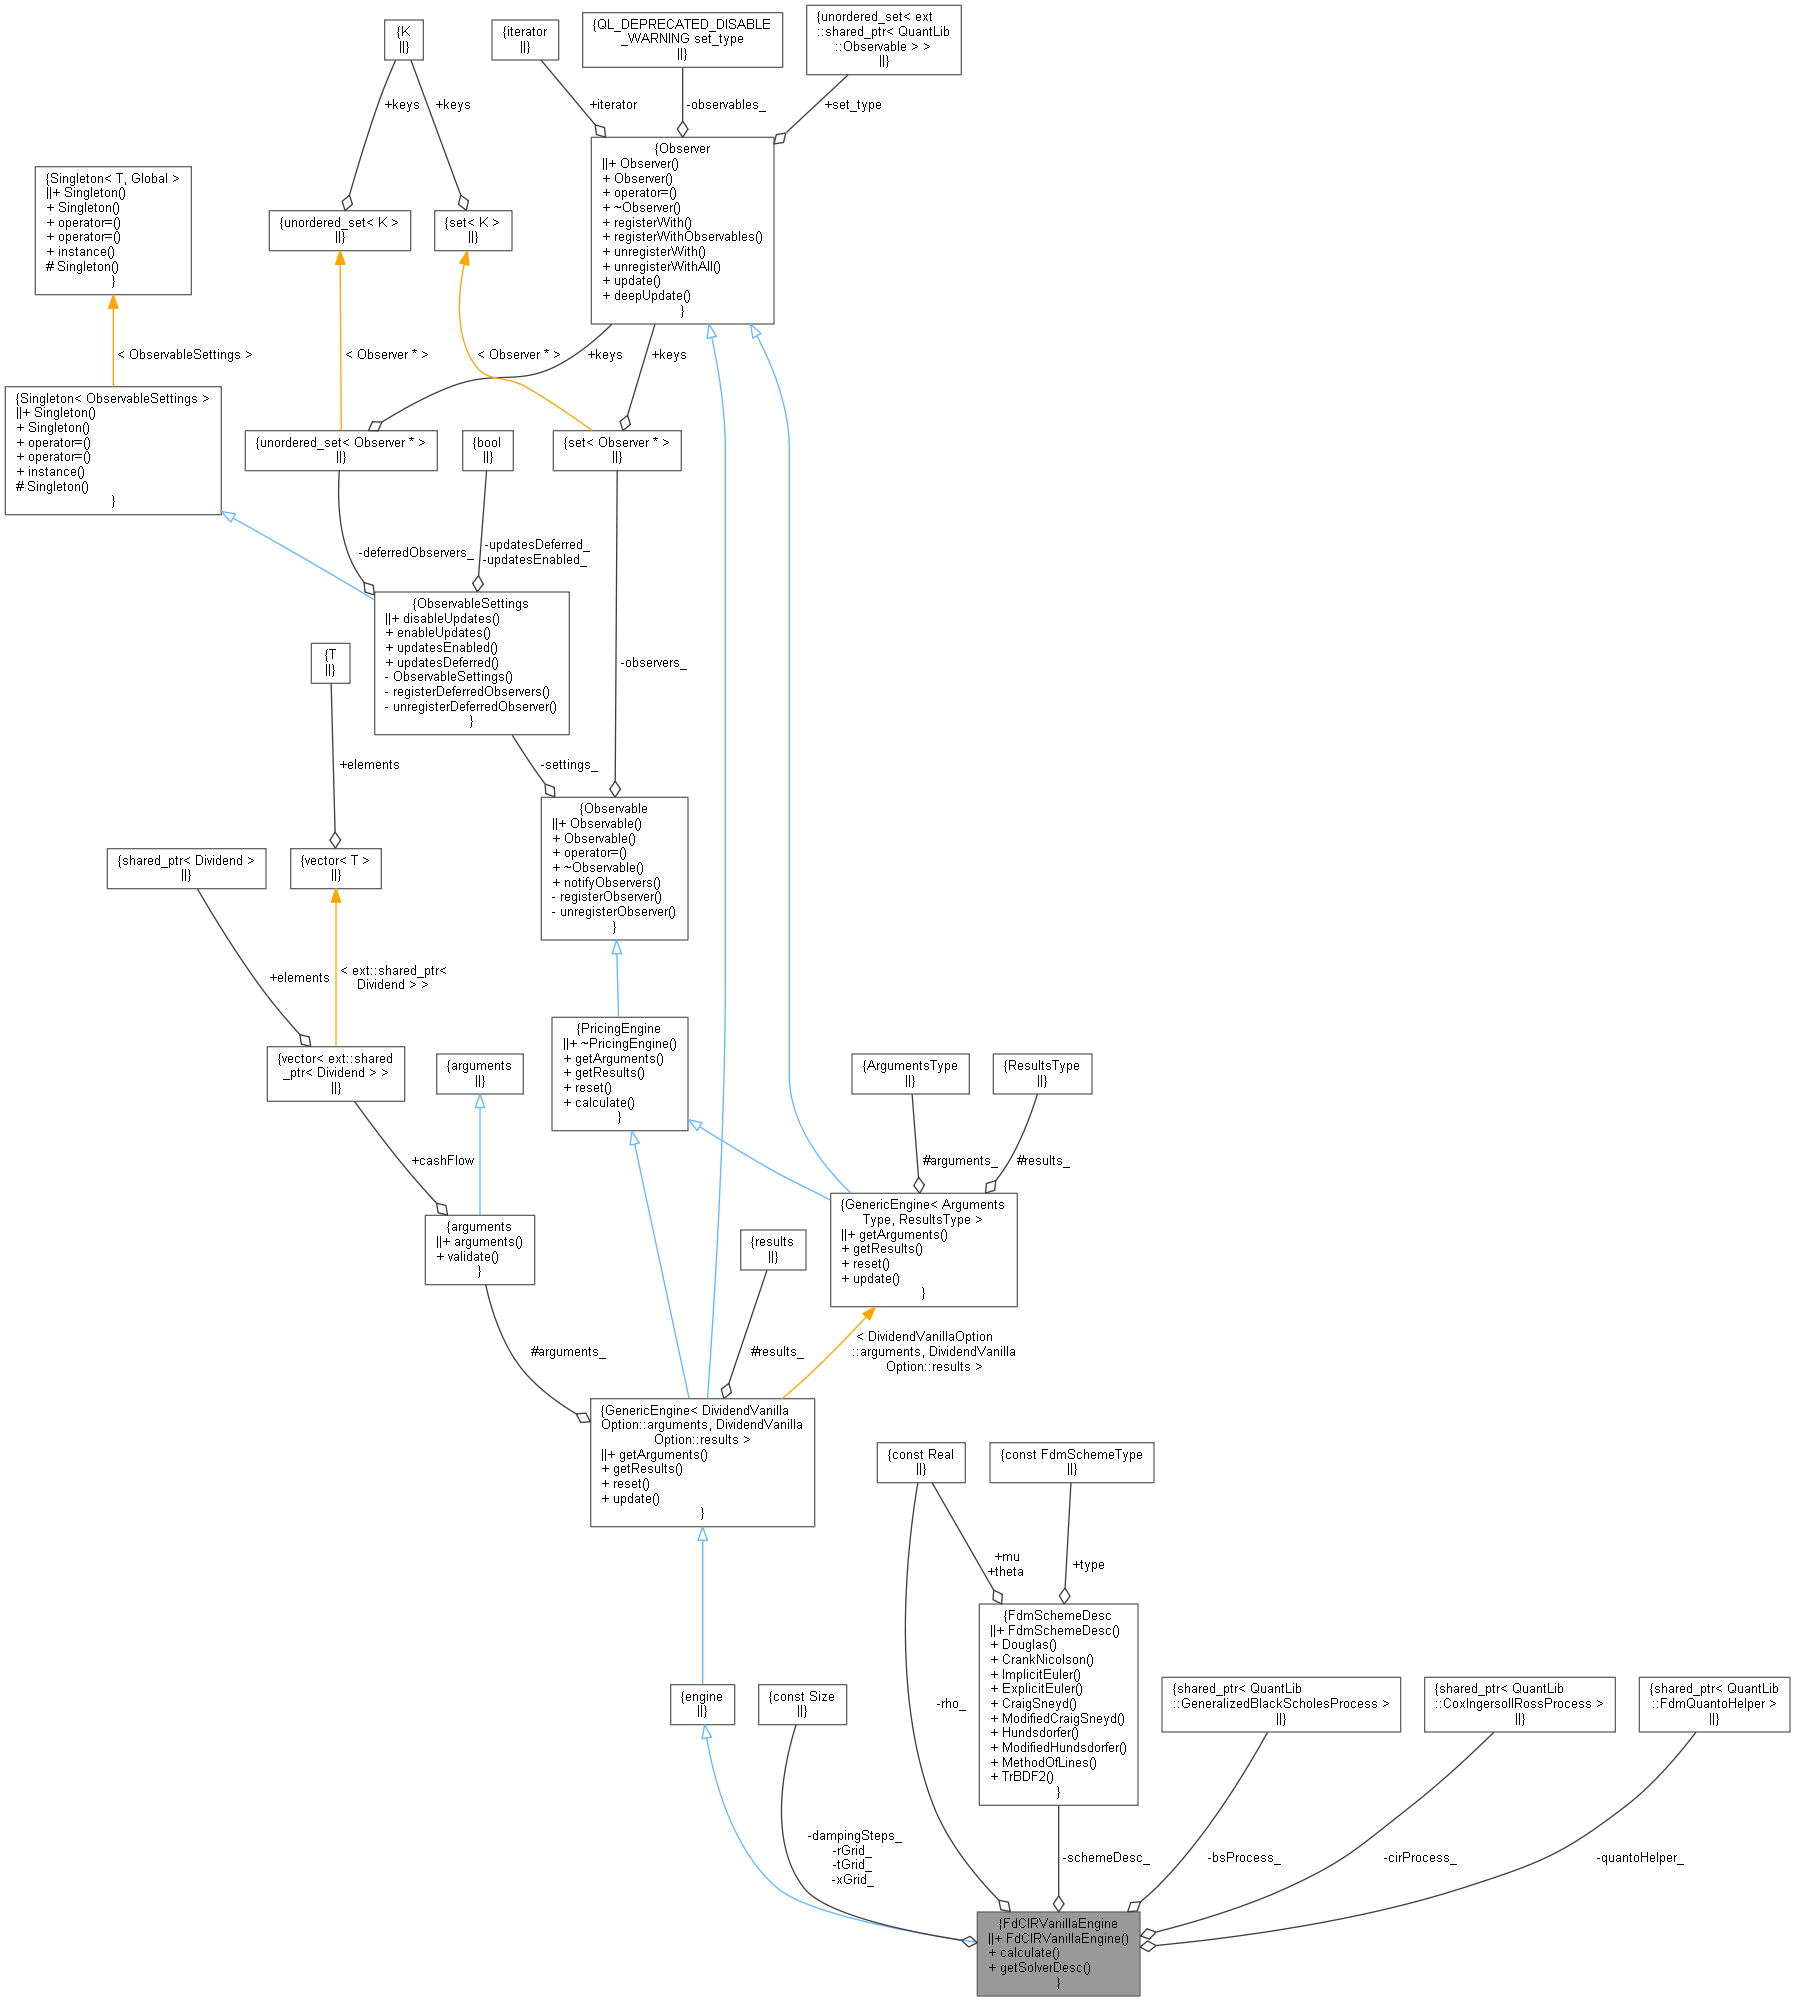 {K
||}
{iterator
||}
{QL_DEPRECATED_DISABLE
_WARNING set_type
||}
{unordered_set< ext
::shared_ptr< QuantLib
::Observable > >
||}
+keys
+keys
+iterator
-observables_
+set_type
{Singleton< T, Global >
||+ Singleton()
+ Singleton()
+ operator=()
+ operator=()
+ instance()
# Singleton()
}
{unordered_set< K >
||}
{set< K >
||}
{Observer
||+ Observer()
+ Observer()
+ operator=()
+ ~Observer()
+ registerWith()
+ registerWithObservables()
+ unregisterWith()
+ unregisterWithAll()
+ update()
+ deepUpdate()
}
< ObservableSettings >
< Observer * >
< Observer * >
+keys
+keys
{Singleton< ObservableSettings >
||+ Singleton()
+ Singleton()
+ operator=()
+ operator=()
+ instance()
# Singleton()
}
{unordered_set< Observer * >
||}
{bool
||}
{set< Observer * >
||}
-deferredObservers_
-updatesDeferred_
-updatesEnabled_
{ObservableSettings
||+ disableUpdates()
+ enableUpdates()
+ updatesEnabled()
+ updatesDeferred()
- ObservableSettings()
- registerDeferredObservers()
- unregisterDeferredObserver()
}
-observers_
{T
||}
+elements
-settings_
{Observable
||+ Observable()
+ Observable()
+ operator=()
+ ~Observable()
+ notifyObservers()
- registerObserver()
- unregisterObserver()
}
{shared_ptr< Dividend >
||}
{vector< T >
||}
+elements
< ext::shared_ptr<
Dividend > >
{PricingEngine
||+ ~PricingEngine()
+ getArguments()
+ getResults()
+ reset()
+ calculate()
}
{vector< ext::shared
_ptr< Dividend > >
||}
{arguments
||}
{ArgumentsType
||}
{ResultsType
||}
+cashFlow
#arguments_
#results_
{arguments
||+ arguments()
+ validate()
}
{results
||}
{GenericEngine< Arguments
Type, ResultsType >
||+ getArguments()
+ getResults()
+ reset()
+ update()
}
#arguments_
#results_
< DividendVanillaOption
::arguments, DividendVanilla
Option::results >
{GenericEngine< DividendVanilla
Option::arguments, DividendVanilla
Option::results >
||+ getArguments()
+ getResults()
+ reset()
+ update()
}
{const Real
||}
{const FdmSchemeType
||}
+mu
+theta
+type
{FdmSchemeDesc
||+ FdmSchemeDesc()
+ Douglas()
+ CrankNicolson()
+ ImplicitEuler()
+ ExplicitEuler()
+ CraigSneyd()
+ ModifiedCraigSneyd()
+ Hundsdorfer()
+ ModifiedHundsdorfer()
+ MethodOfLines()
+ TrBDF2()
}
{engine
||}
{const Size
||}
-rho_
{shared_ptr< QuantLib
::GeneralizedBlackScholesProcess >
||}
{shared_ptr< QuantLib
::CoxIngersollRossProcess >
||}
{shared_ptr< QuantLib
::FdmQuantoHelper >
||}
-dampingSteps_
-rGrid_
-tGrid_
-xGrid_
-schemeDesc_
-bsProcess_
-cirProcess_
-quantoHelper_
{FdCIRVanillaEngine
||+ FdCIRVanillaEngine()
+ calculate()
+ getSolverDesc()
}